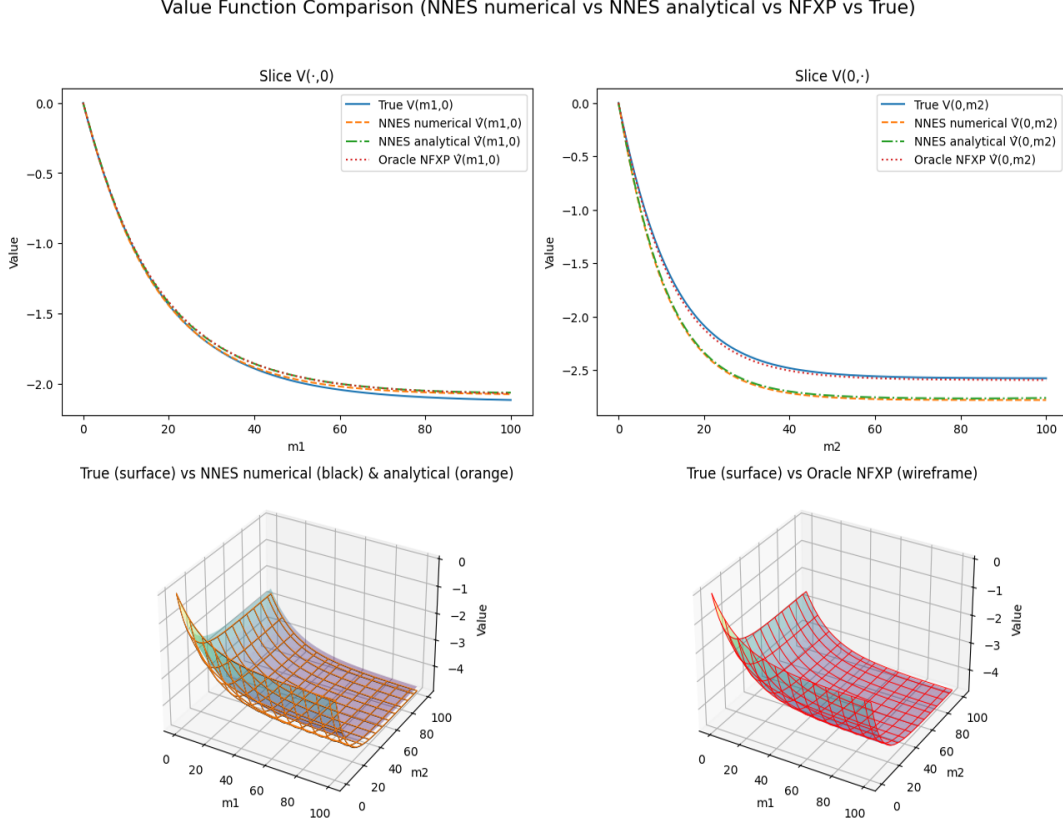 Value Function Comparison (NNES numerical vs NNES analytical vs NFXP vs True)
Slice V(·,0)
True V(m1,0)
NNES numerical V̂(m1,0)
NNES analytical V̂(m1,0)
Oracle NFXP V̂(m1,0)
0.0
−0.5
−1.0
−1.5
−2.0
Value
0
20
40
60
80
100
m1
Slice V(0,·)
True V(0,m2)
NNES numerical V̂(0,m2)
NNES analytical V̂(0,m2)
Oracle NFXP V̂(0,m2)
0.0
−0.5
−1.0
−1.5
−2.0
−2.5
Value
0
20
40
60
80
100
m2
True (surface) vs NNES numerical (black) & analytical (orange)
0
−1
−2
−3
−4
Value
0
20
40
60
80
100
m1
0
20
40
60
80
100
m2
True (surface) vs Oracle NFXP (wireframe)
0
−1
−2
−3
−4
Value
0
20
40
60
80
100
m1
0
20
40
60
80
100
m2